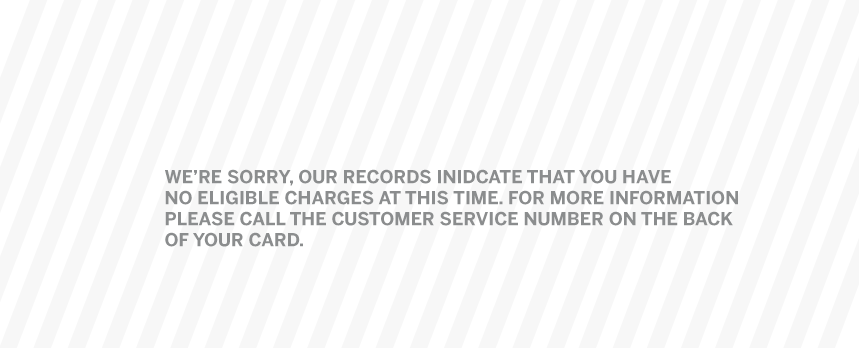 WE’RE SORRY, OUR RECORDS INIDCATE THAT YOU HAVE
NO ELIGIBLE CHARGES AT THIS TIME. FOR MORE INFORMATION
PLEASE CALL THE CUSTOMER SERVICE NUMBER ON THE BACK
OF YOUR CARD.